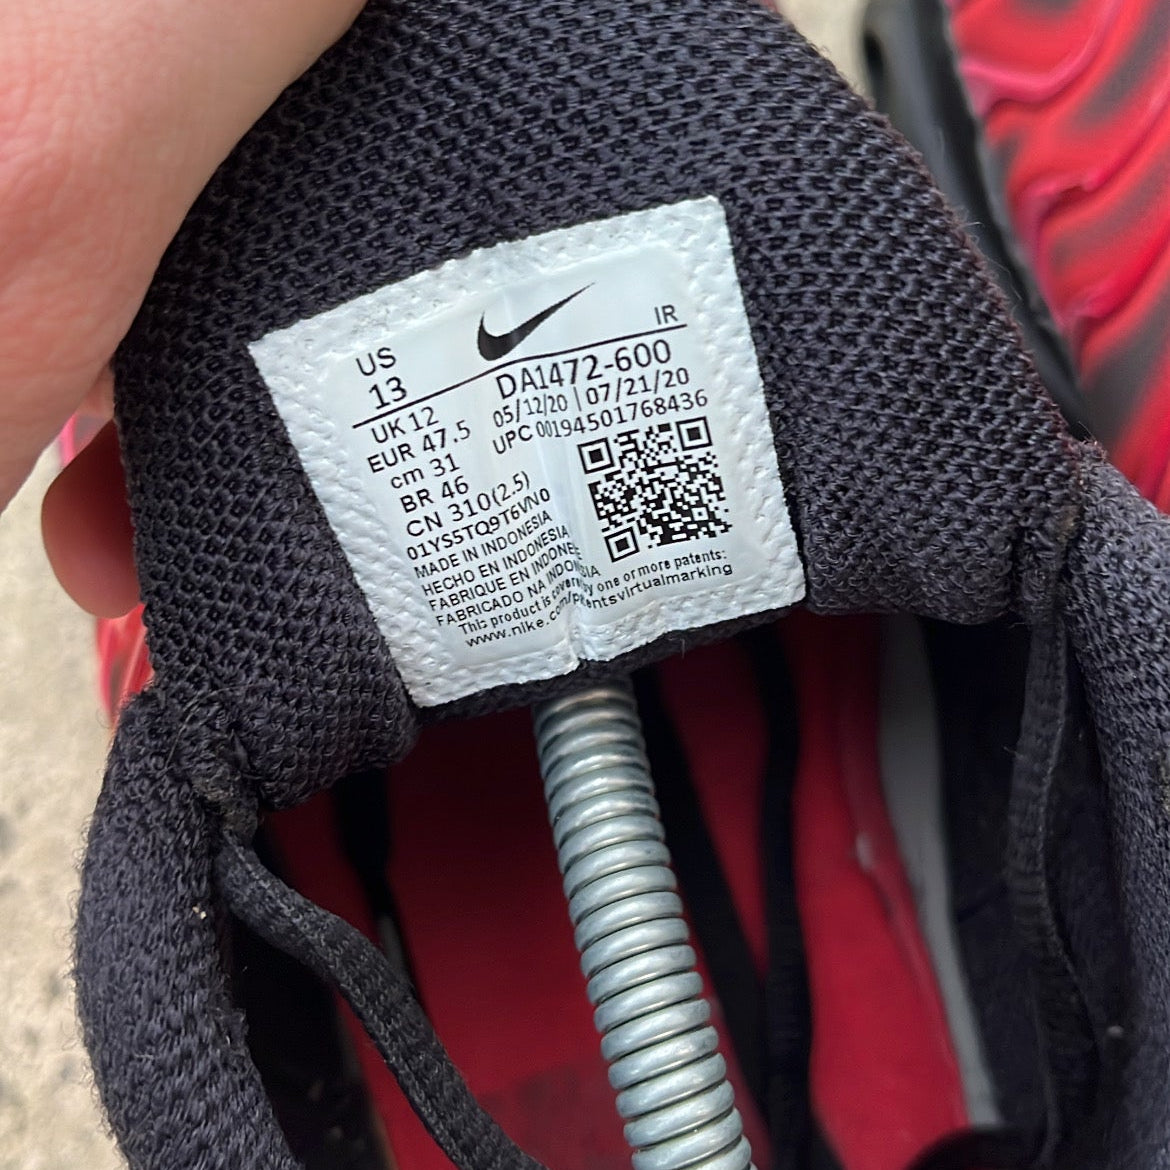 US
13
UK 12
EUR 47.5
cm 31
BR 46
CN 310(2.5)
01YS5TQ9T6VN0
MADE IN INDONESIA
HECHO EN INDONESIA
FABRIQUE EN INDONESIA
FABRICADO NA INDONESIA
IR
DA1472-600
05/12/20 | 07/21/20
UPC 00194501768436
This product is covered by one or more patents:
www.nike.com/patentsvirtualmarking